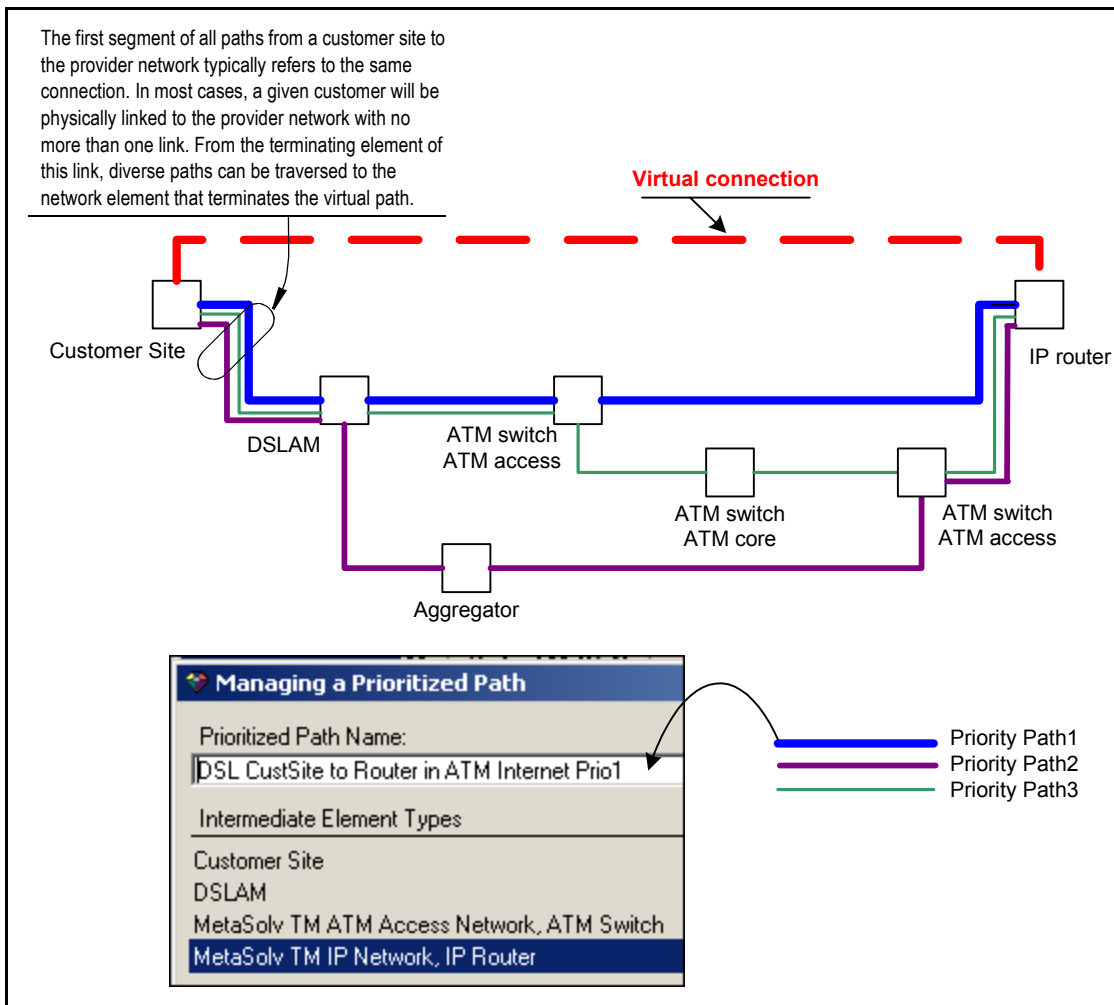 The first segment of all paths from a customer site to
the provider network typically refers to the same
connection. In most cases, a given customer will be
physically linked to the provider network with no
more than one link. From the terminating element of
this link, diverse paths can be traversed to the
network element that terminates the virtual path.
Virtual connection
Customer Site
IP router
DSLAM
ATM switch
ATM access
ATM switch
ATM core
ATM switch
ATM access
Aggregator
Managing a Prioritized Path
Prioritized Path Name:
DSL CustSite to Router in ATM Internet Prio1
Intermediate Element Types
Customer Site
DSLAM
MetaSolv TM ATM Access Network, ATM Switch
MetaSolv TM IP Network, IP Router
Priority Path1
Priority Path2
Priority Path3